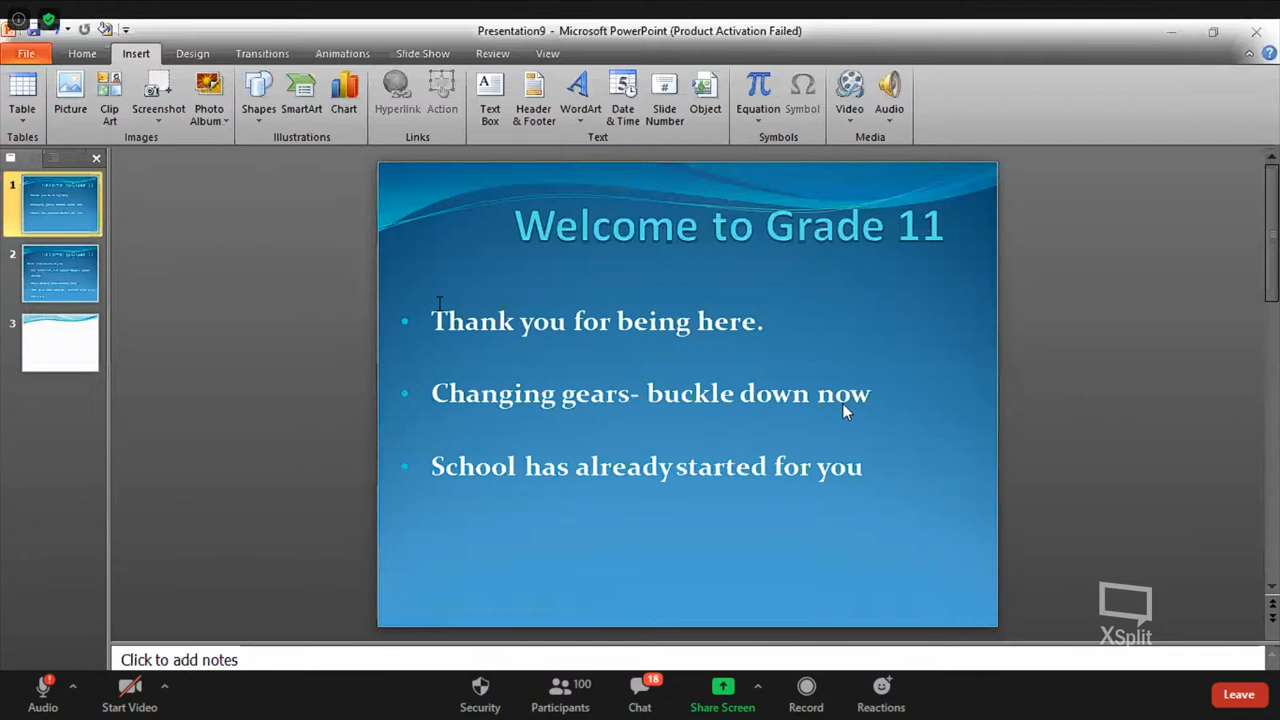 Presentation9 - Microsoft PowerPoint (Product Activation Failed)
File Home Insert Design Transitions Animations Slide Show Review View
Table Picture Clip Art Screenshot Photo Album Shapes SmartArt Chart Hyperlink Action Text Box Header & Footer WordArt Date & Time Slide Number Object Equation Symbol Video Audio
Tables Images Illustrations Links Text Symbols Media
1
2
3
Welcome to Grade 11
• Thank you for being here.
• Changing gears- buckle down now
• School has already started for you
XSplit
Click to add notes
100 18
Audio Start Video Security Participants Chat Share Screen Record Reactions Leave